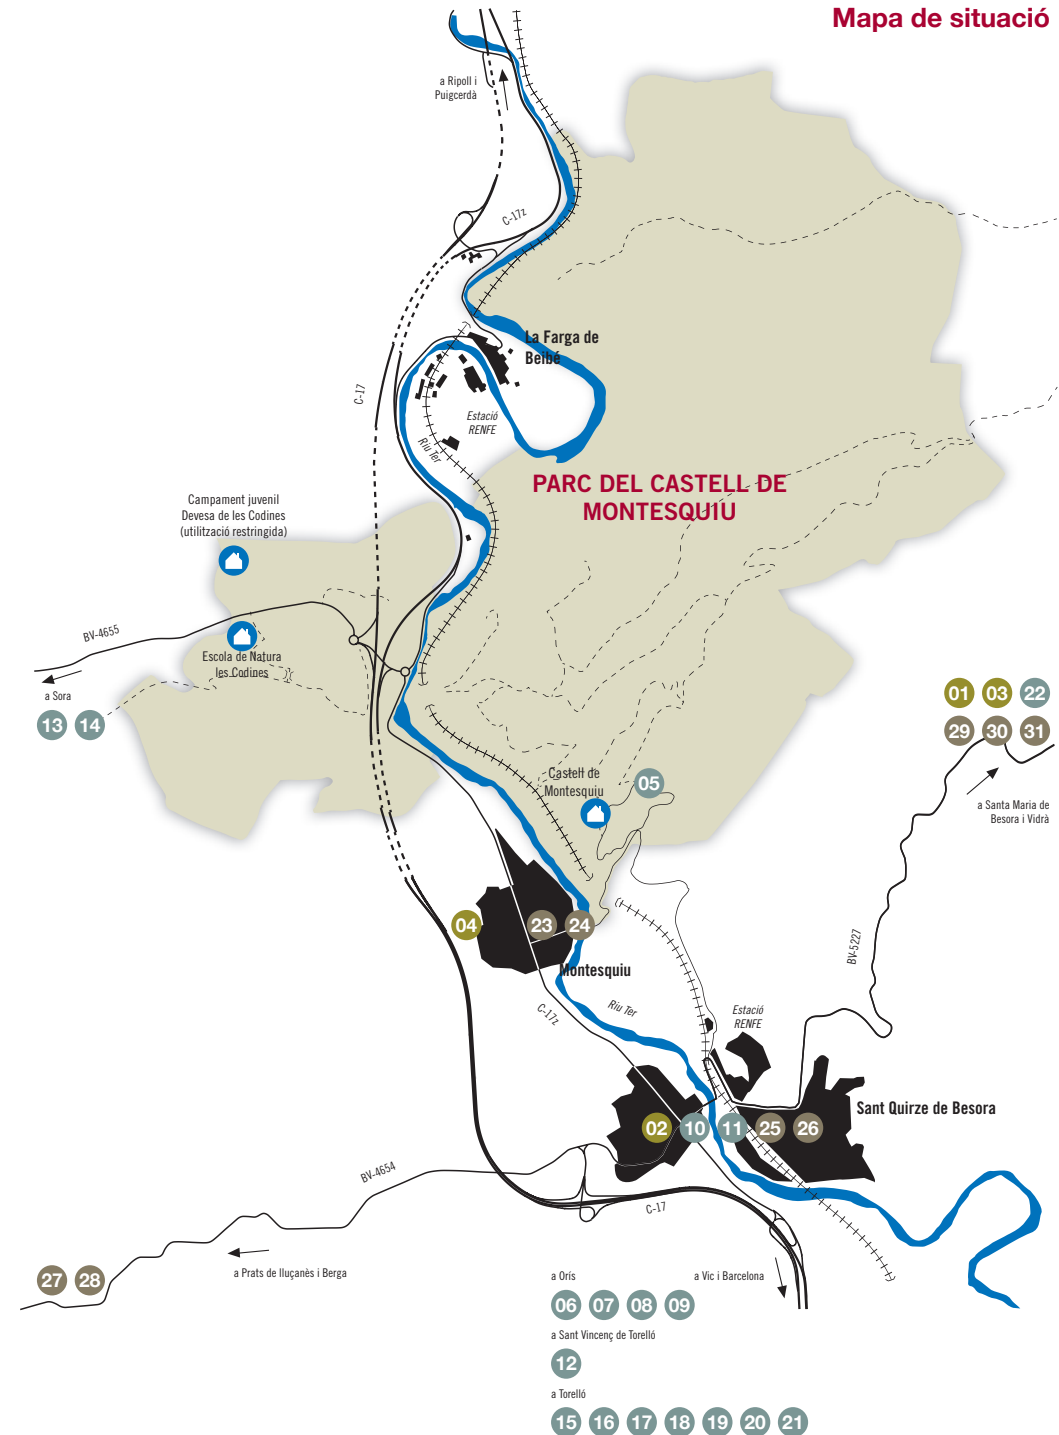 Mapa de situació
a Ripoll i
Puigcerdà
C-17z
La Farga de
Beibé
C-17
Estació
RENFE
Riu Ter
PARC DEL CASTELL DE
MONTESQUIU
Campament juvenil
Devesa de les Codines
(utilització restringida)
BV-4655
Escola de Natura
les Codines
a Sora
13 14
01 03 22
29 30 31
a Santa Maria de
Besora i Vidrà
Castell de
Montesquiu
05
04
23 24
Montesquiu
BV-5227
C-17z
Riu Ter
Estació
RENFE
Sant Quirze de Besora
02 10 11 25 26
BV-4654
C-17
27 28
a Prats de lluçanès i Berga
a Orís
a Vic i Barcelona
06 07 08 09
a Sant Vincenç de Torelló
12
a Torelló
15 16 17 18 19 20 21